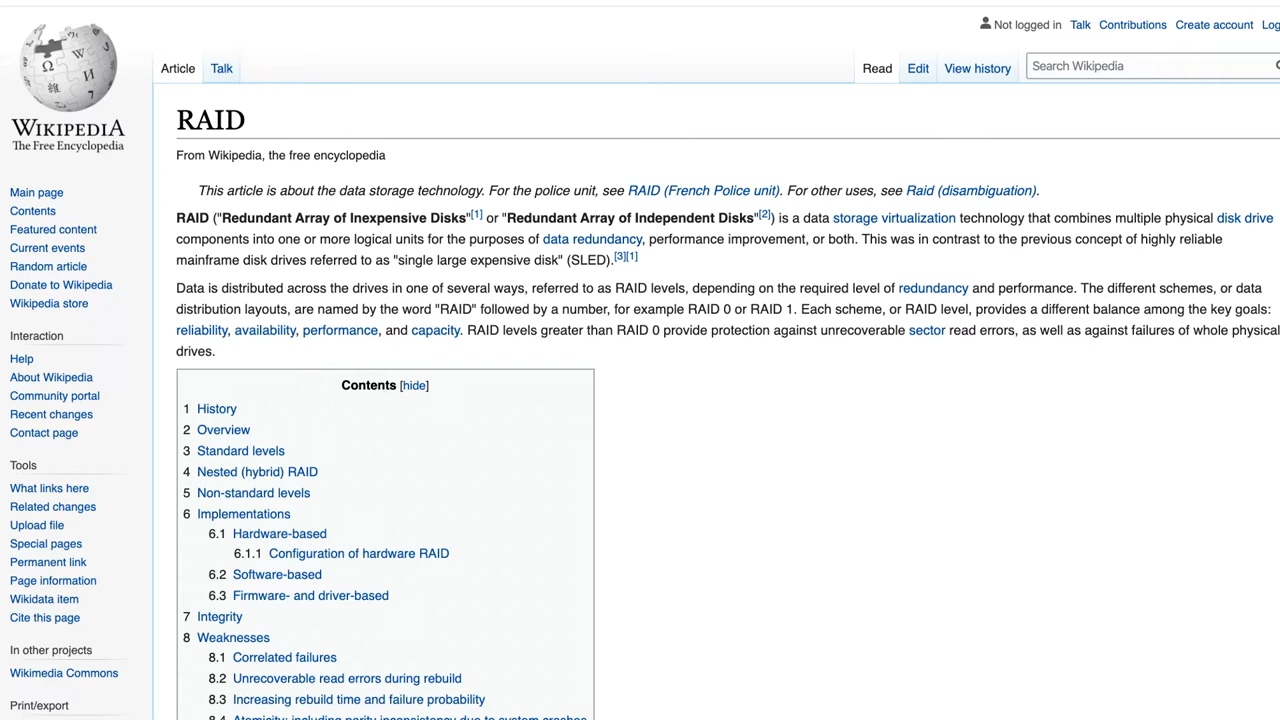 Not logged in Talk Contributions Create account Log
Article Talk Read Edit View history Search Wikipedia
WIKIPEDIA
The Free Encyclopedia
Main page
Contents
Featured content
Current events
Random article
Donate to Wikipedia
Wikipedia store
Interaction
Help
About Wikipedia
Community portal
Recent changes
Contact page
Tools
What links here
Related changes
Upload file
Special pages
Permanent link
Page information
Wikidata item
Cite this page
In other projects
Wikimedia Commons
Print/export
RAID
From Wikipedia, the free encyclopedia
This article is about the data storage technology. For the police unit, see RAID (French Police unit). For other uses, see Raid (disambiguation).
RAID ("Redundant Array of Inexpensive Disks"[1] or "Redundant Array of Independent Disks"[2]) is a data storage virtualization technology that combines multiple physical disk drive
components into one or more logical units for the purposes of data redundancy, performance improvement, or both. This was in contrast to the previous concept of highly reliable
mainframe disk drives referred to as "single large expensive disk" (SLED).[3][1]
Data is distributed across the drives in one of several ways, referred to as RAID levels, depending on the required level of redundancy and performance. The different schemes, or data
distribution layouts, are named by the word "RAID" followed by a number, for example RAID 0 or RAID 1. Each scheme, or RAID level, provides a different balance among the key goals:
reliability, availability, performance, and capacity. RAID levels greater than RAID 0 provide protection against unrecoverable sector read errors, as well as against failures of whole physical
drives.
Contents [hide]
1 History
2 Overview
3 Standard levels
4 Nested (hybrid) RAID
5 Non-standard levels
6 Implementations
6.1 Hardware-based
6.1.1 Configuration of hardware RAID
6.2 Software-based
6.3 Firmware- and driver-based
7 Integrity
8 Weaknesses
8.1 Correlated failures
8.2 Unrecoverable read errors during rebuild
8.3 Increasing rebuild time and failure probability
8.4 Atomicity: including parity inconsistency due to system crashes